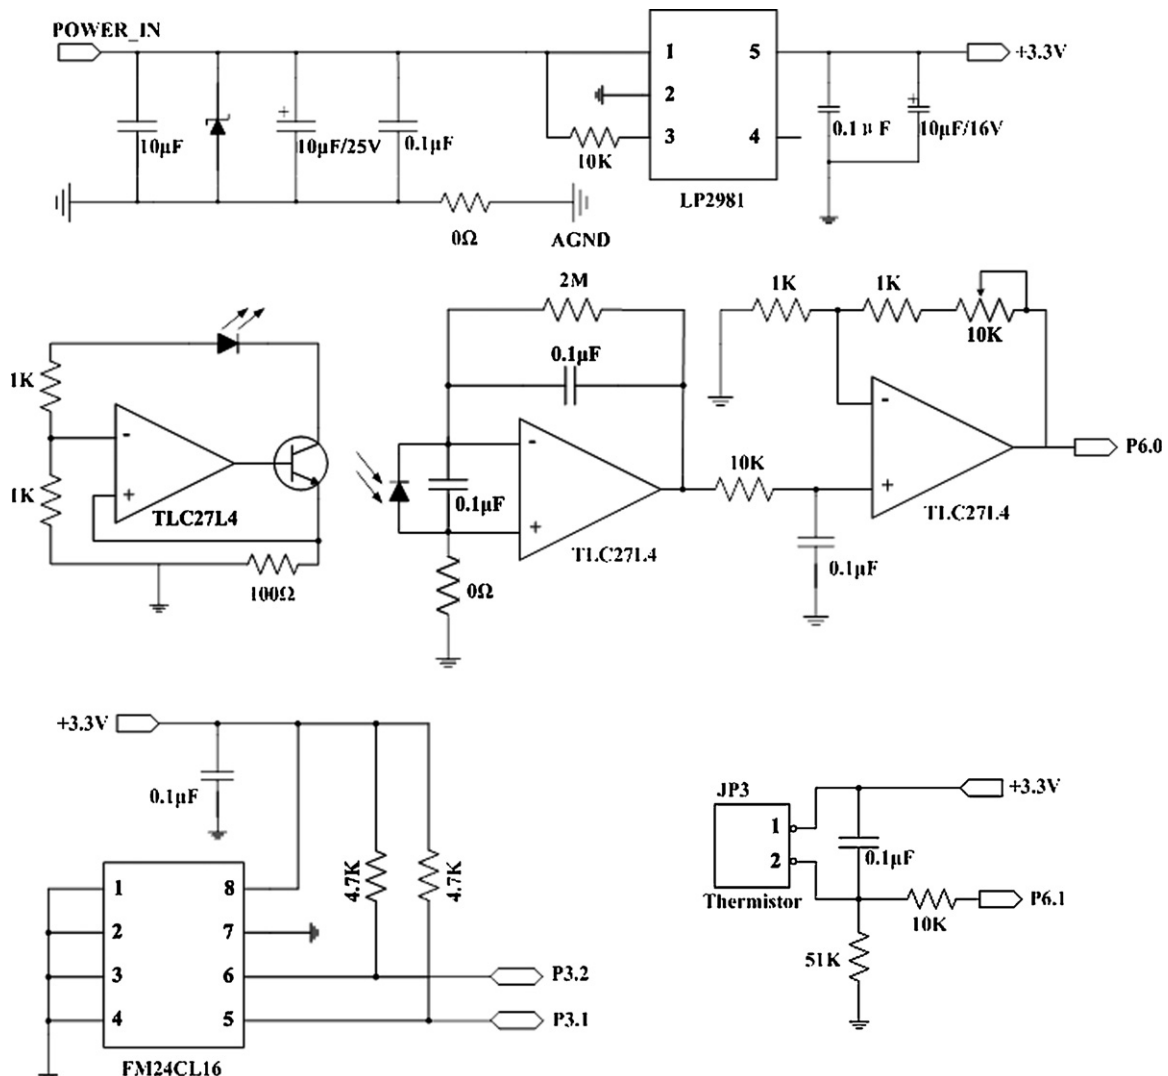 POWER_IN
1
5
+3.3V
2
10μF
10μF/25V
0.1μF
3
4
0.1μF
10μF/16V
10K
LP2981
0Ω
AGND
2M
1K
1K
10K
0.1μF
1K
-
-
-
P6.0
10K
1K
+
0.1μF
+
TLC27L4
+
TLC27L4
TLC27L4
0.1μF
100Ω
0Ω
+3.3V
0.1μF
JP3
+3.3V
1
0.1μF
2
4.7K
4.7K
Thermistor
P6.1
10K
1
8
2
7
51K
3
6
P3.2
4
5
P3.1
FM24CL16